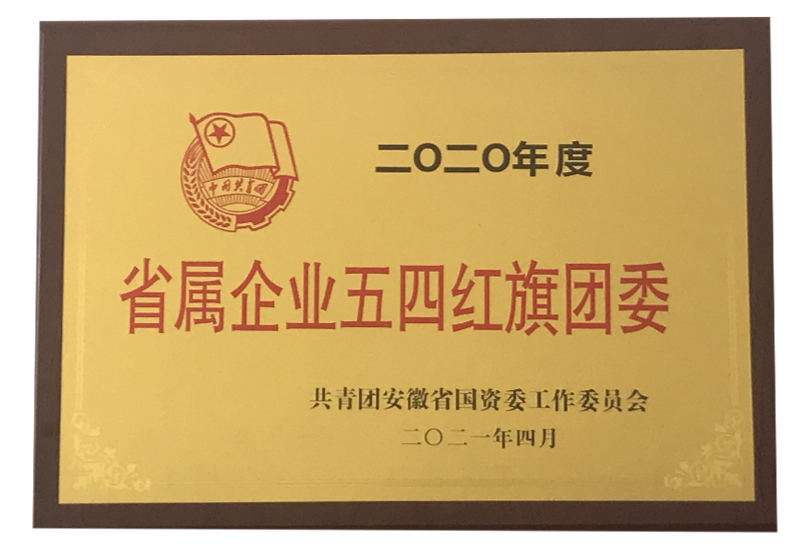 中国共青团
二〇二〇年度
省属企业五四红旗团委
共青团安徽省国资委工作委员会
二〇二一年四月